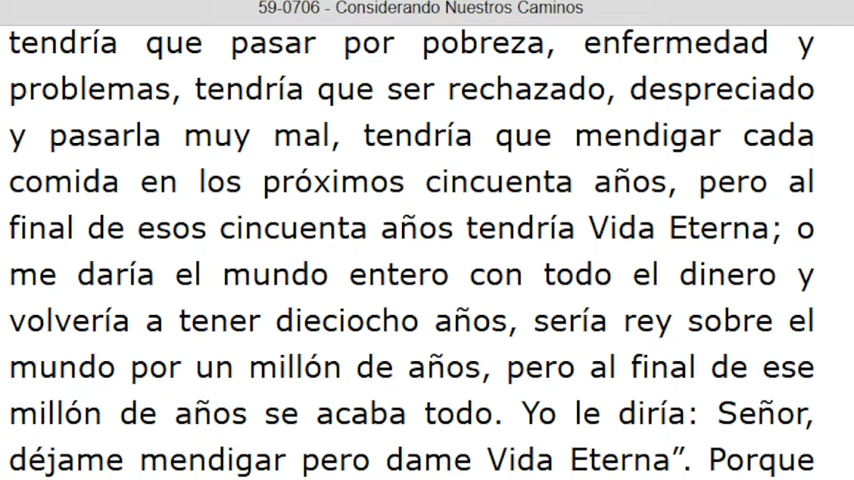 59-0706 - Considerando Nuestros Caminos
tendría que pasar por pobreza, enfermedad y
problemas, tendría que ser rechazado, despreciado
y pasarla muy mal, tendría que mendigar cada
comida en los próximos cincuenta años, pero al
final de esos cincuenta años tendría Vida Eterna; o
me daría el mundo entero con todo el dinero y
volvería a tener dieciocho años, sería rey sobre el
mundo por un millón de años, pero al final de ese
millón de años se acaba todo. Yo le diría: Señor,
déjame mendigar pero dame Vida Eterna”. Porque